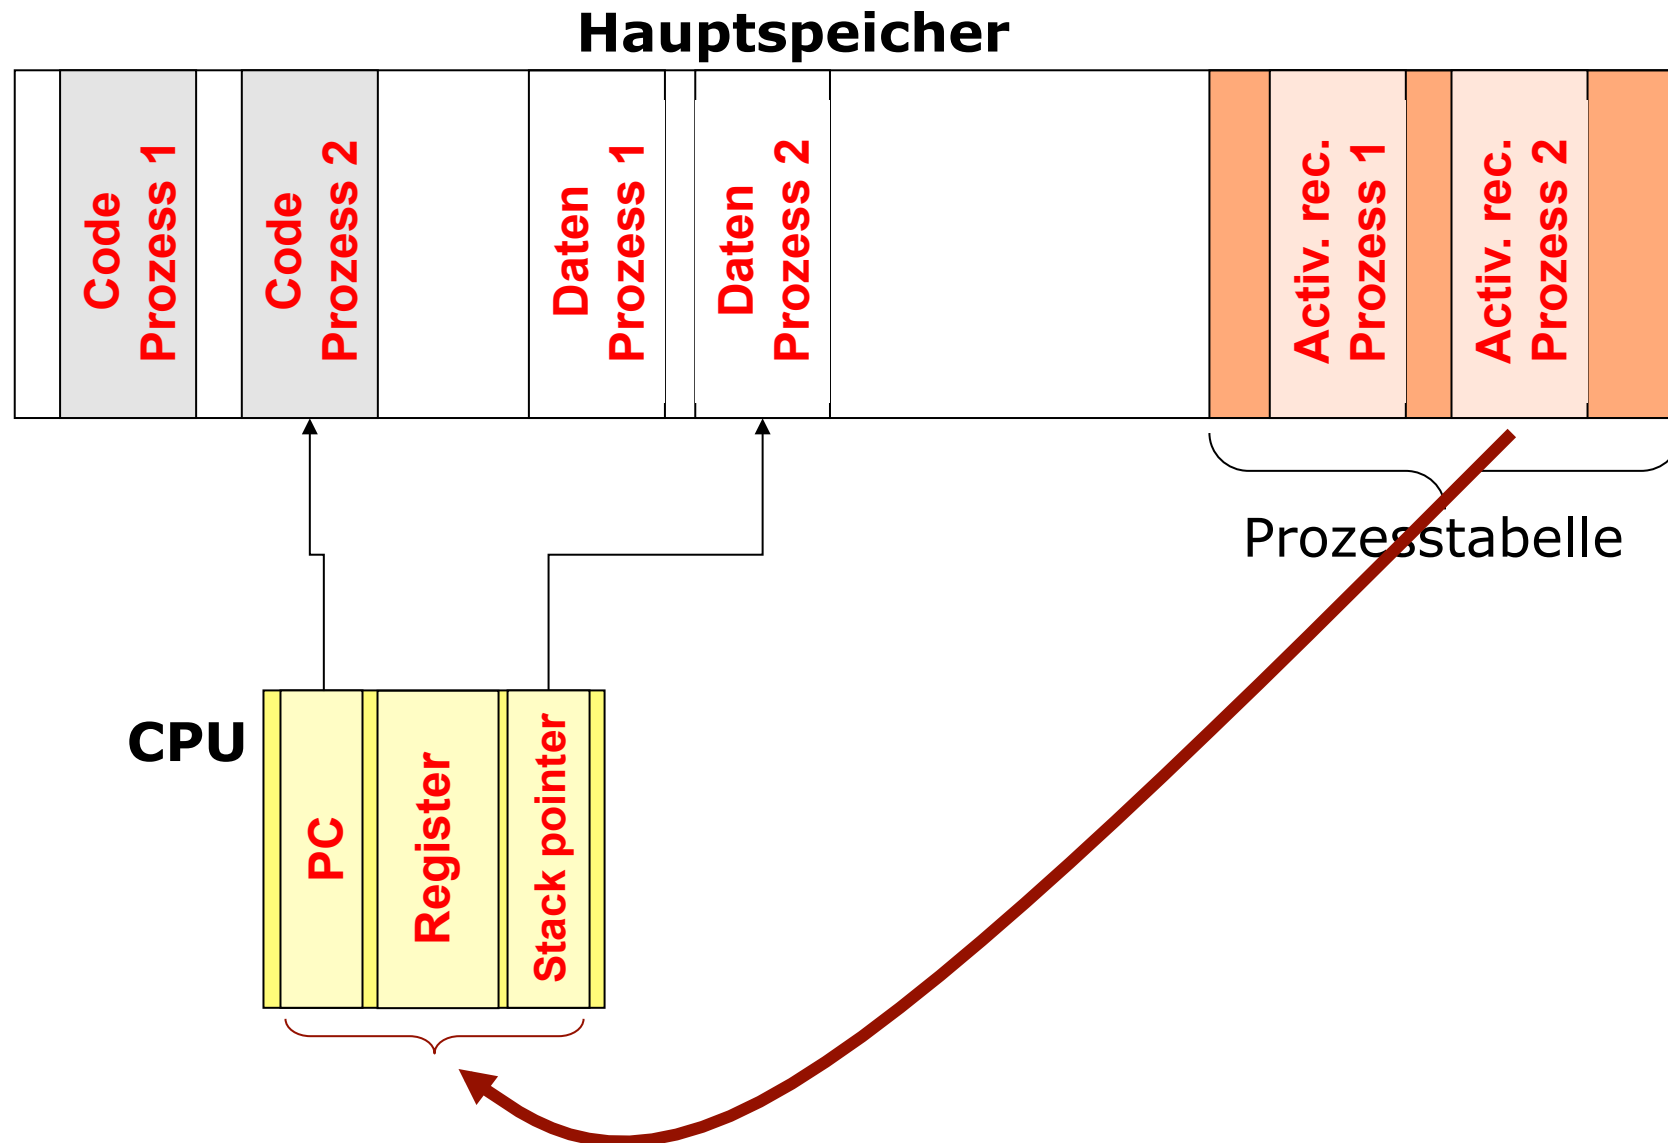 Hauptspeicher
Code
Prozess 1
Code
Prozess 2
Daten
Prozess 1
Daten
Prozess 2
Activ. rec.
Prozess 1
Activ. rec.
Prozess 2
Prozesstabelle
CPU
PC
Register
Stack pointer